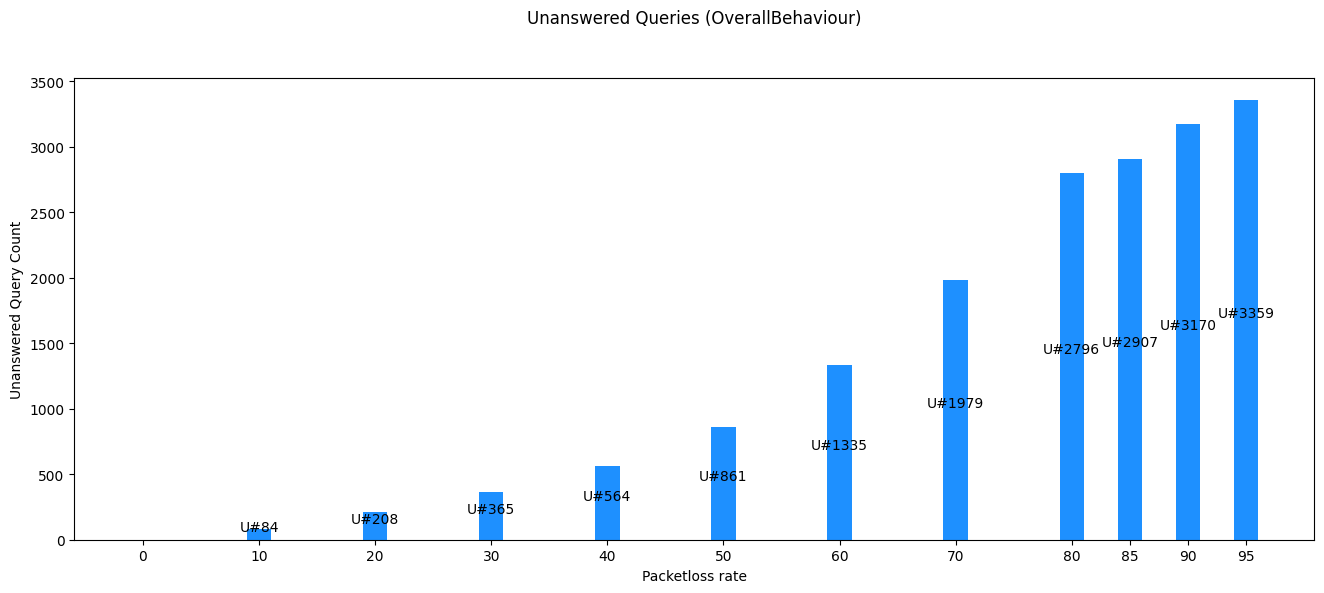 Unanswered Queries (OverallBehaviour)
Unanswered Query Count
3500
3000
2500
2000
1500
1000
500
0
U#84
U#208
U#365
U#564
U#861
U#1335
U#1979
U#2796
U#2907
U#3170
U#3359
0 10 20 30 40 50 60 70 80 85 90 95
Packetloss rate